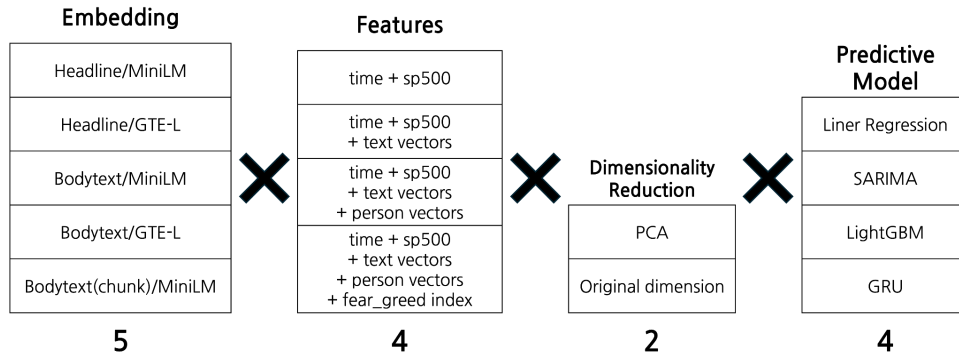 Embedding
Headline/MiniLM
Headline/GTE-L
Bodytext/MiniLM
Bodytext/GTE-L
Bodytext(chunk)/MiniLM
5
Features
time + sp500
time + sp500
+ text vectors
time + sp500
+ text vectors
+ person vectors
time + sp500
+ text vectors
+ person vectors
+ fear_greed index
4
Dimensionality
Reduction
PCA
Original dimension
2
Predictive
Model
Liner Regression
SARIMA
LightGBM
GRU
4